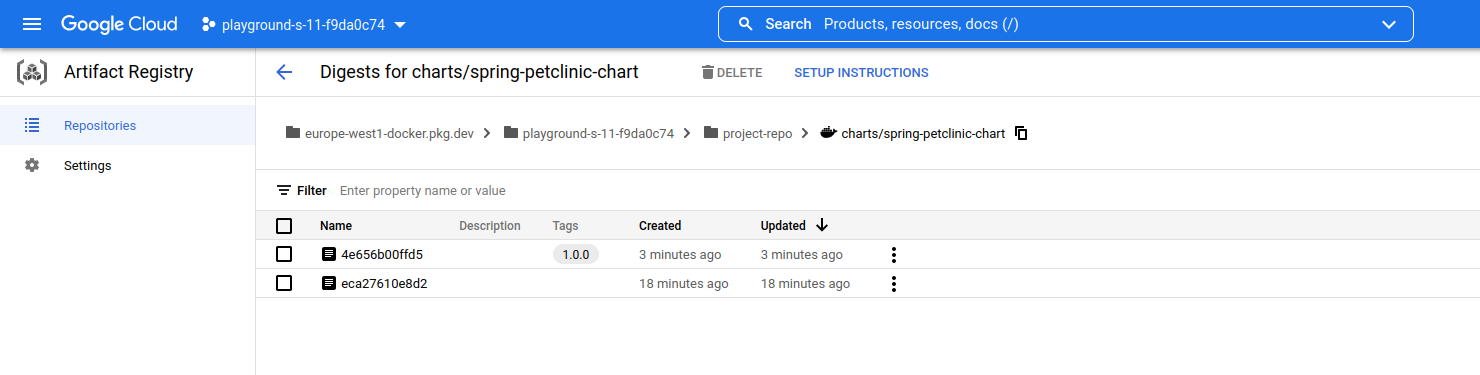 Google Cloud playground-s-11-f9da0c74 Search Products, resources, docs (/)
Artifact Registry Digests for charts/spring-petclinic-chart DELETE SETUP INSTRUCTIONS
Repositories europe-west1-docker.pkg.dev playground-s-11-f9da0c74 project-repo charts/spring-petclinic-chart
Settings
Filter Enter property name or value
Name Description Tags Created Updated
4e656b00ffd5 1.0.0 3 minutes ago 3 minutes ago
eca27610e8d2 18 minutes ago 18 minutes ago